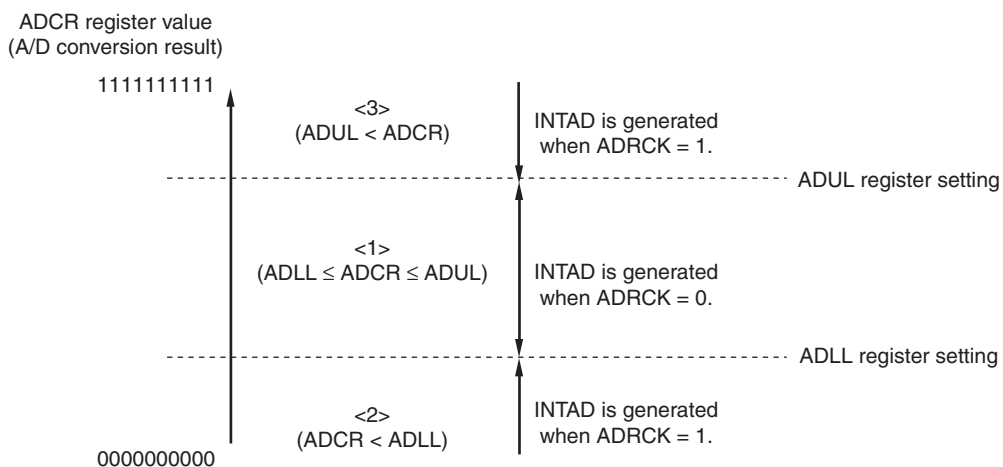 ADCR register value
(A/D conversion result)
1111111111
<3>
(ADUL < ADCR)
INTAD is generated
when ADRCK = 1.
ADUL register setting
<1>
(ADLL ≤ ADCR ≤ ADUL)
INTAD is generated
when ADRCK = 0.
ADLL register setting
<2>
(ADCR < ADLL)
INTAD is generated
when ADRCK = 1.
0000000000